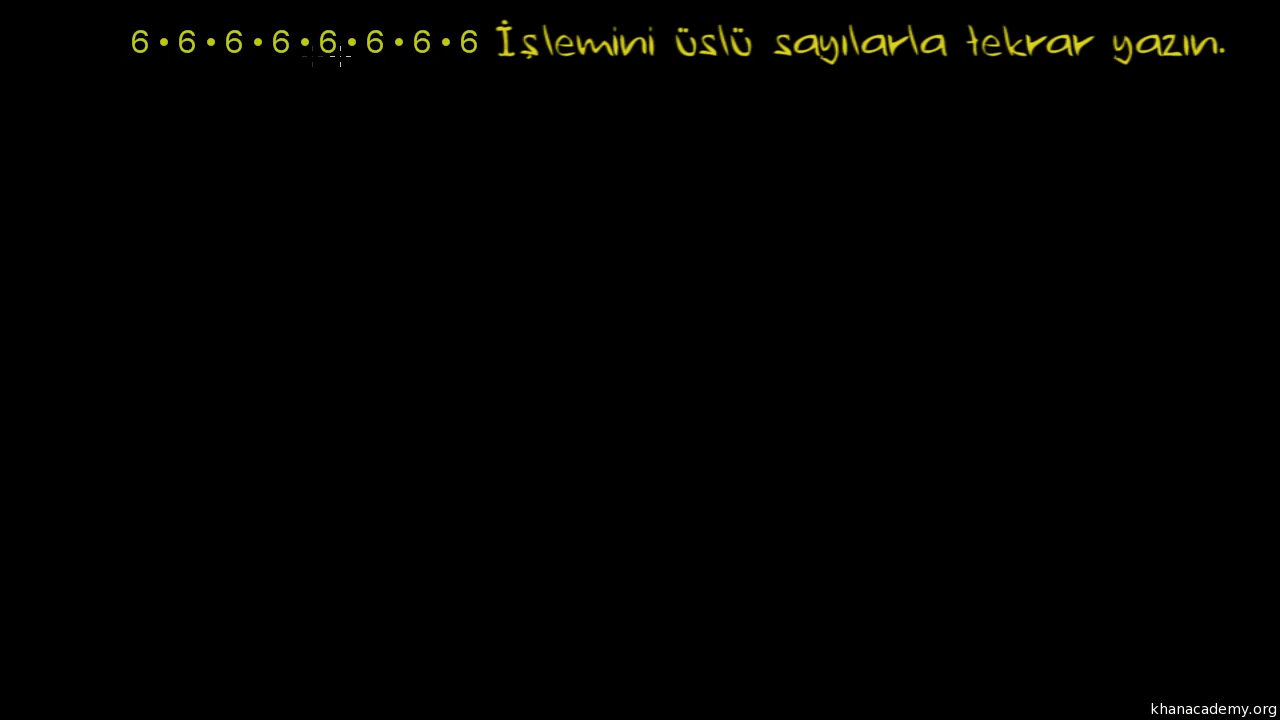 6 • 6 • 6 • 6 • 6 • 6 • 6 • 6 İşlemini üslü sayılarla tekrar yazın.
khanacademy.org